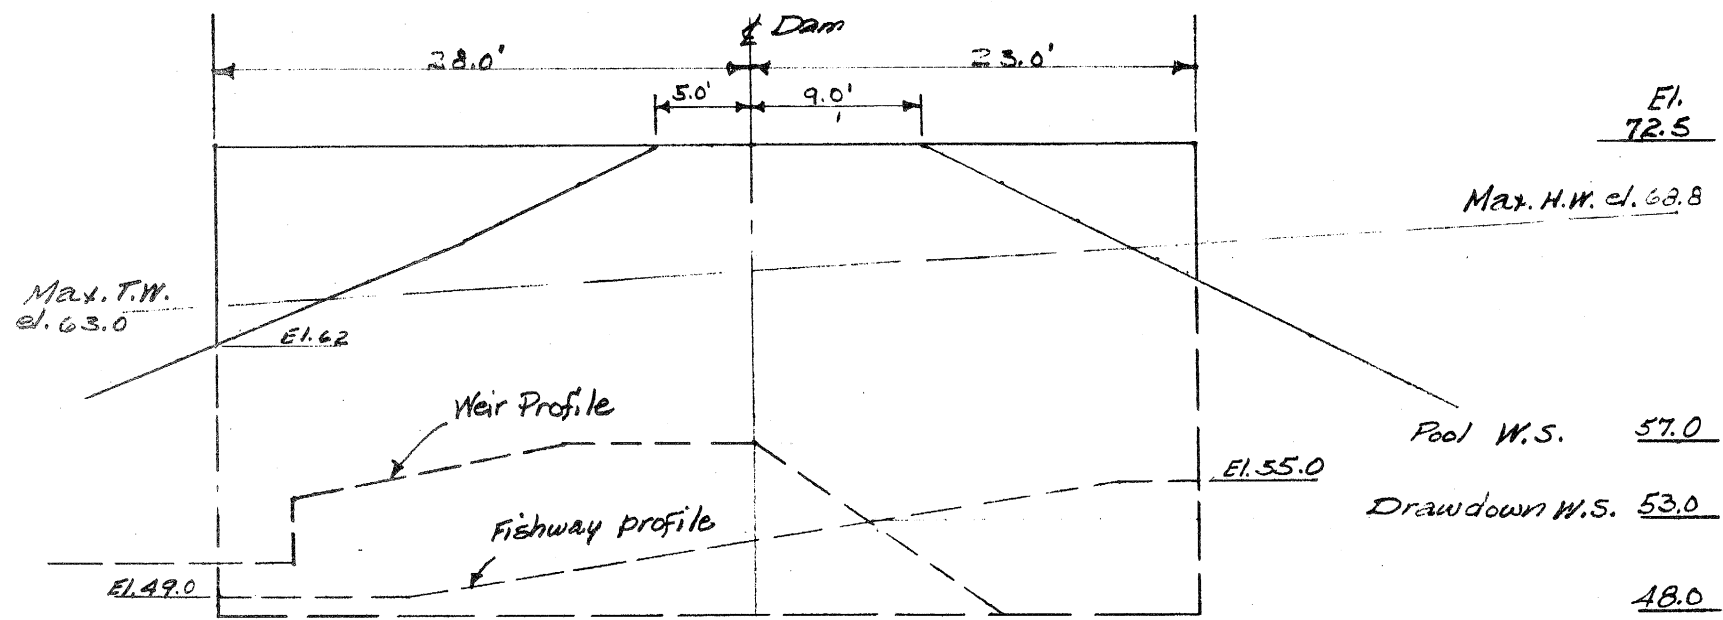 ℄ Dam
28.0'
23.0'
5.0'
9.0'
El.
72.5
Max. H.W. el. 68.8
Max. T.W.
el. 63.0
El. 62
Weir Profile
Pool W.S. 57.0
El. 55.0
Fishway profile
Drawdown W.S. 53.0
El. 49.0
48.0